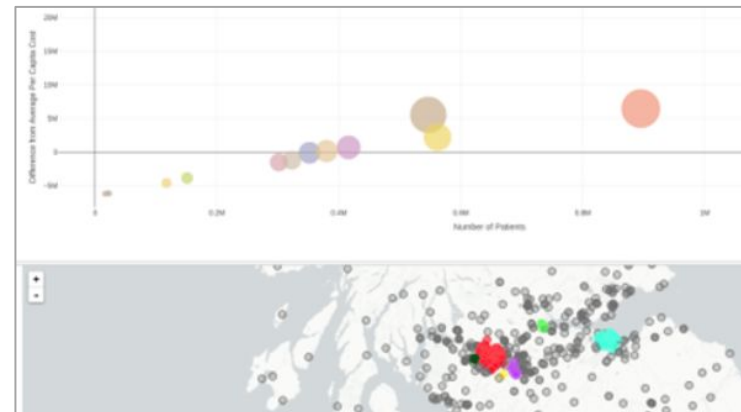 Difference from Average Per Capita Cost
20M
15M
10M
5M
0
-5M
0
0.2M
0.4M
0.6M
0.8M
1M
Number of Patients
+
-